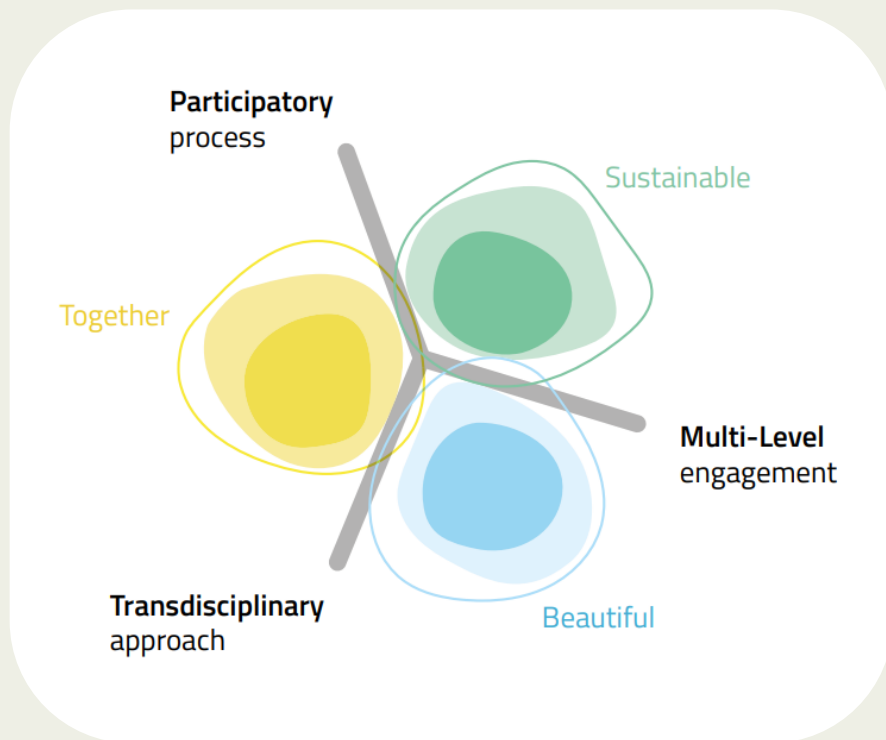 Participatory
process
Sustainable
Together
Multi-Level
engagement
Transdisciplinary
approach
Beautiful